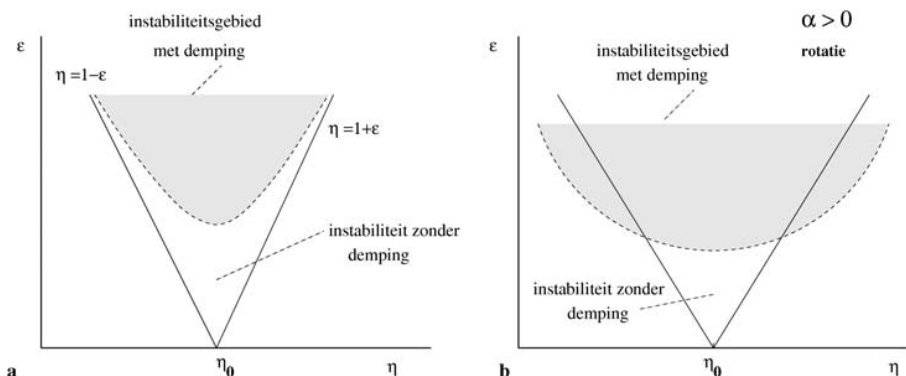 instabiliteitsgebied
met demping
ε
η =1–ε
η =1+ε
instabiliteit zonder
demping
η₀
η
a
α > 0
rotatie
ε
instabiliteitsgebied
met demping
instabiliteit zonder
demping
η₀
η
b